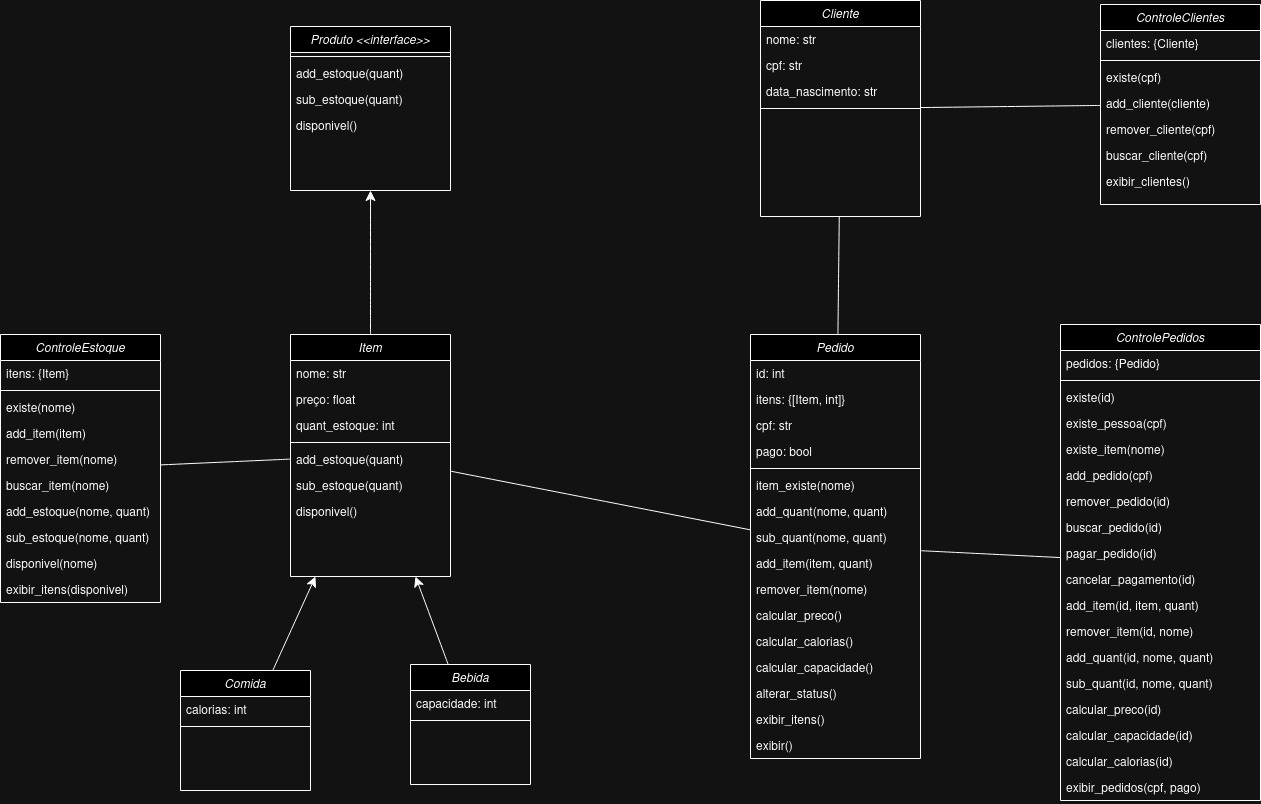 Produto <<interface>>
add_estoque(quant)
sub_estoque(quant)
disponivel()
Cliente
nome: str
cpf: str
data_nascimento: str
ControleClientes
clientes: {Cliente}
existe(cpf)
add_cliente(cliente)
remover_cliente(cpf)
buscar_cliente(cpf)
exibir_clientes()
ControleEstoque
itens: {Item}
existe(nome)
add_item(item)
remover_item(nome)
buscar_item(nome)
add_estoque(nome, quant)
sub_estoque(nome, quant)
disponivel(nome)
exibir_itens(disponivel)
Item
nome: str
preço: float
quant_estoque: int
add_estoque(quant)
sub_estoque(quant)
disponivel()
Pedido
id: int
itens: {[Item, int]}
cpf: str
pago: bool
item_existe(nome)
add_quant(nome, quant)
sub_quant(nome, quant)
add_item(item, quant)
remover_item(nome)
calcular_preco()
calcular_calorias()
calcular_capacidade()
alterar_status()
exibir_itens()
exibir()
ControlePedidos
pedidos: {Pedido}
existe(id)
existe_pessoa(cpf)
existe_item(nome)
add_pedido(cpf)
remover_pedido(id)
buscar_pedido(id)
pagar_pedido(id)
cancelar_pagamento(id)
add_item(id, item, quant)
remover_item(id, nome)
add_quant(id, nome, quant)
sub_quant(id, nome, quant)
calcular_preco(id)
calcular_capacidade(id)
calcular_calorias(id)
exibir_pedidos(cpf, pago)
Comida
calorias: int
Bebida
capacidade: int